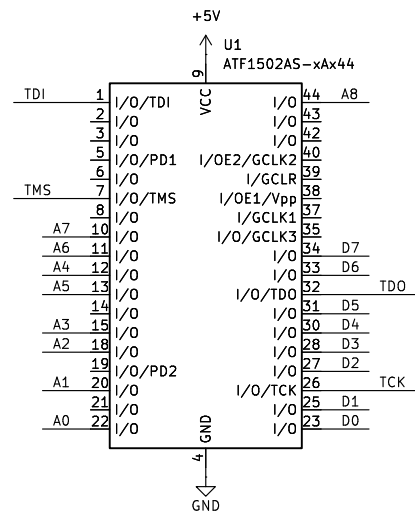 +5V
U1
ATF1502AS-xAx44
9
VCC
TDI 1 I/O/TDI I/O 44 A8
2 I/O I/O 43
3 I/O I/O 42
5 I/O/PD1 I/OE2/GCLK2 40
6 I/O I/GCLR 39
TMS 7 I/O/TMS I/OE1/Vpp 38
8 I/O I/GCLK1 37
A7 10 I/O I/O/GCLK3 35
A6 11 I/O I/O 34 D7
A4 12 I/O I/O 33 D6
A5 13 I/O I/O/TDO 32 TDO
14 I/O I/O 31 D5
A3 15 I/O I/O 30 D4
A2 18 I/O I/O 28 D3
19 I/O/PD2 I/O 27 D2
A1 20 I/O I/O/TCK 26 TCK
21 I/O I/O 25 D1
A0 22 I/O I/O 23 D0
GND
4
GND